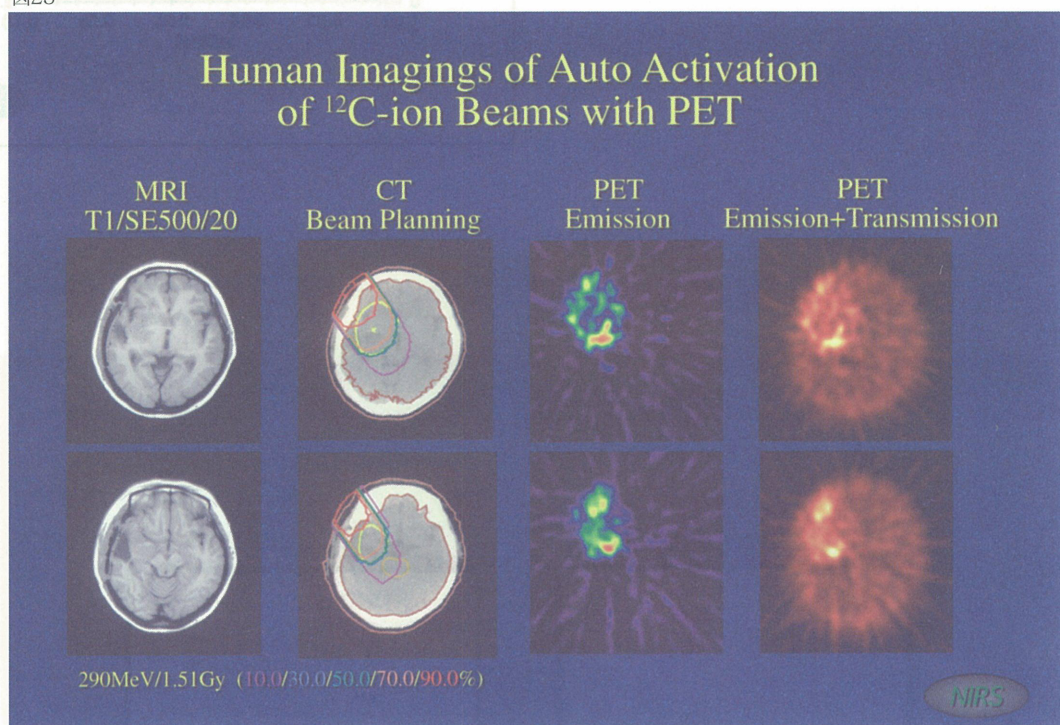 Human Imagings of Auto Activation
of ¹²C-ion Beams with PET
MRI
T1/SE500/20
CT
Beam Planning
PET
Emission
PET
Emission+Transmission
290MeV/1.51Gy (10.0/30.0/50.0/70.0/90.0%)
NIRS